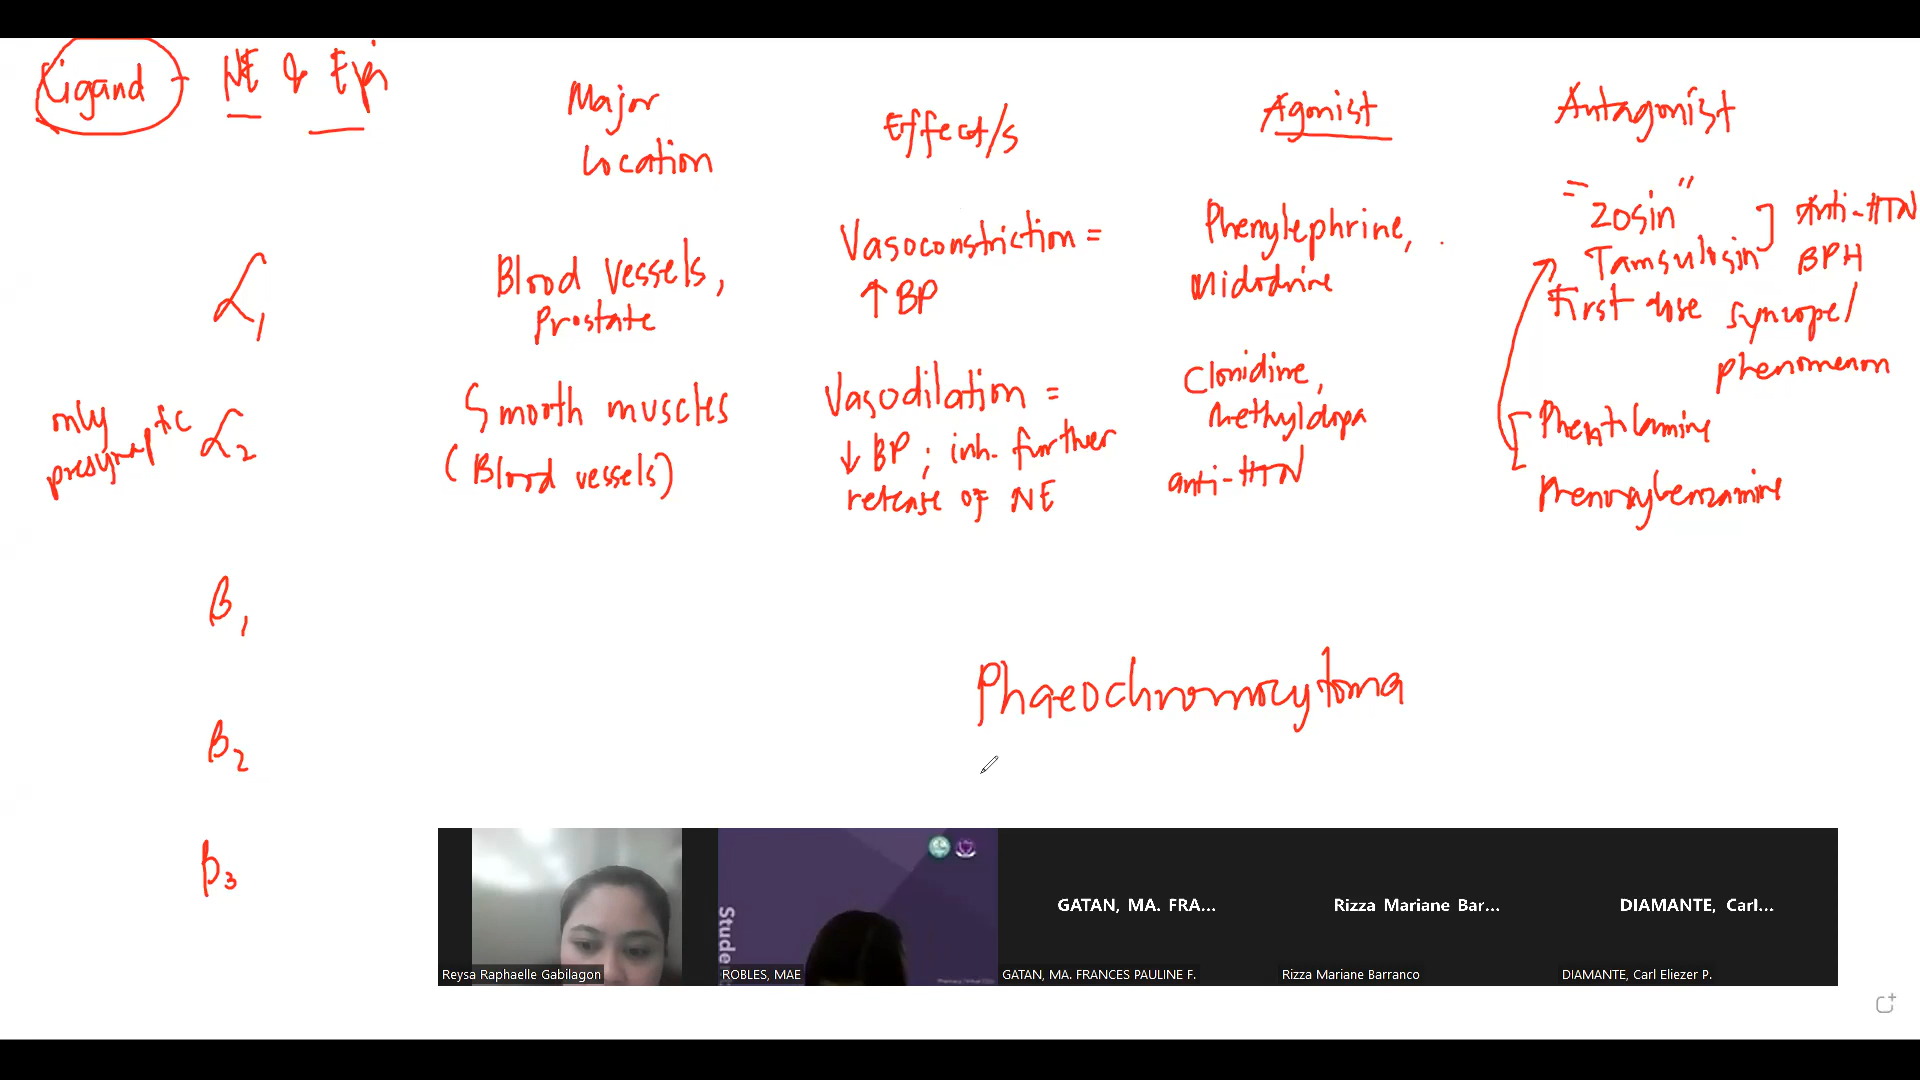 Ligand - NE & Epi
Major Location
Effect/s
Agonist
Antagonist
α1
Blood vessels,
Prostate
Vasoconstriction =
↑ BP
Phenylephrine,
Midodrine
"zosin"
Tamsulosin
] Anti-HTN
BPH
First dose syncope/
phenomenon
only
presynaptic
α2
Smooth muscles
(Blood vessels)
Vasodilation =
↓ BP ; inh. further
release of NE
Clonidine,
Methyldopa
anti-HTN
Phentilamine
Phenoxybenzamine
β1
Phaeochromocytoma
β2
β3
Stude
GATAN, MA. FRA...
Rizza Mariane Bar...
DIAMANTE, Carl...
Reysa Raphaelle Gabilagon
ROBLES, MAE
GATAN, MA. FRANCES PAULINE F.
Rizza Mariane Barranco
DIAMANTE, Carl Eliezer P.